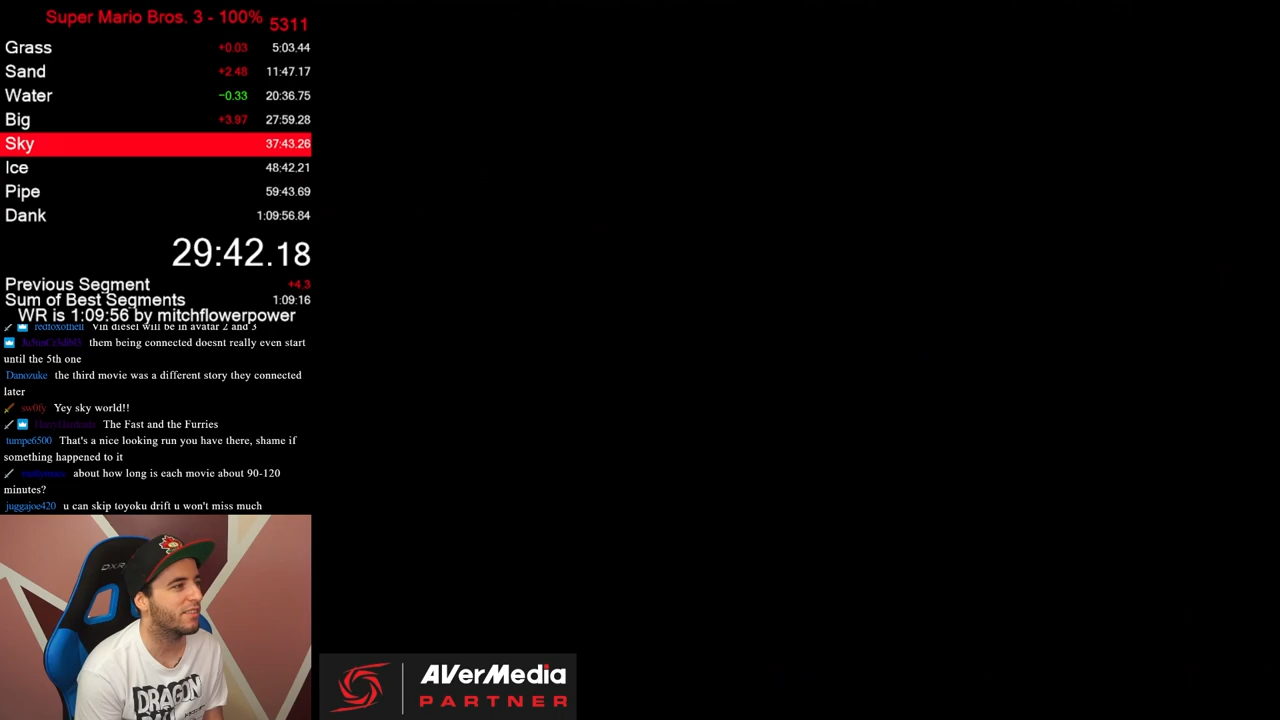 Super Mario Bros. 3 - 100% 5311
Grass +0.03 5:03.44
Sand +2.48 11:47.17
Water −0.33 20:36.75
Big +3.97 27:59.28
Sky 37:43.26
Ice 48:42.21
Pipe 59:43.69
Dank 1:09:56.84
29:42.18
Previous Segment +4.3
Sum of Best Segments 1:09:16
WR is 1:09:56 by mitchflowerpower
redfoxofhell Vin diesel will be in avatar 2 and 3
them being connected doesnt really even start
until the 5th one
Danozuke the third movie was a different story they connected
later
sw0fy Yey sky world!!
The Fast and the Furries
tumpe6500 That's a nice looking run you have there, shame if
something happened to it
about how long is each movie about 90-120
minutes?
juggajoe420 u can skip toyoku drift u won't miss much
DXR
DRAGON
AVerMedia
PARTNER